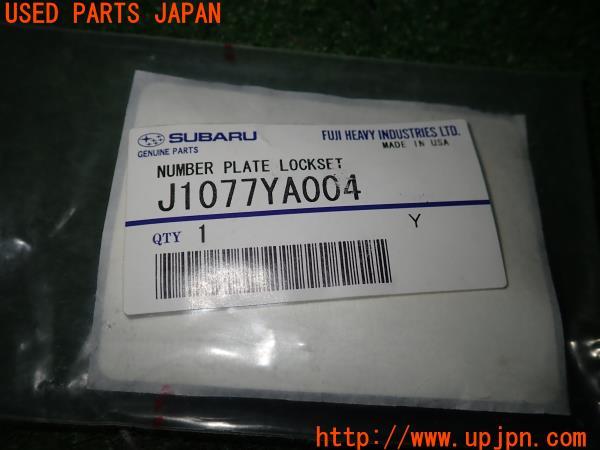 USED PARTS JAPAN
SUBARU
GENUINE PARTS
FUJI HEAVY INDUSTRIES LTD.
MADE IN USA
NUMBER PLATE LOCKSET
J1077YA004
QTY 1
Y
http://www.upjpn.com